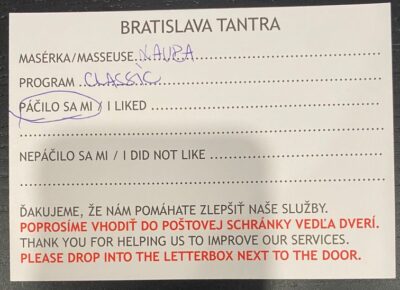 BRATISLAVA TANTRA
MASÉRKA/MASSEUSE
PROGRAM CLASSIC
PÁČILO SA MI / I LIKED ........................................
................................................................................
NEPÁČILO SA MI / I DID NOT LIKE ........................
................................................................................
ĎAKUJEME, ŽE NÁM POMÁHATE ZLEPŠIŤ NAŠE SLUŽBY.
POPROSÍME VHODIŤ DO POŠTOVEJ SCHRÁNKY VEDĽA DVERÍ.
THANK YOU FOR HELPING US TO IMPROVE OUR SERVICES.
PLEASE DROP INTO THE LETTERBOX NEXT TO THE DOOR.